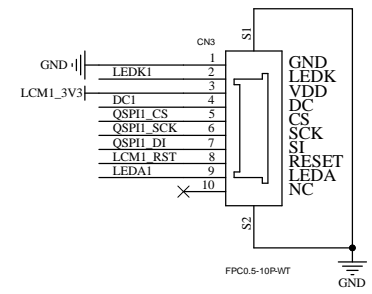 S1
CN3
GND 1 GND
LEDK1 2 LEDK
LCM1_3V3 3 VDD
DC1 4 DC
QSPI1_CS 5 CS
QSPI1_SCK 6 SCK
QSPI1_DI 7 SI
LCM1_RST 8 RESET
LEDA1 9 LEDA
10 NC
S2
FPC0.5-10P-WT
GND